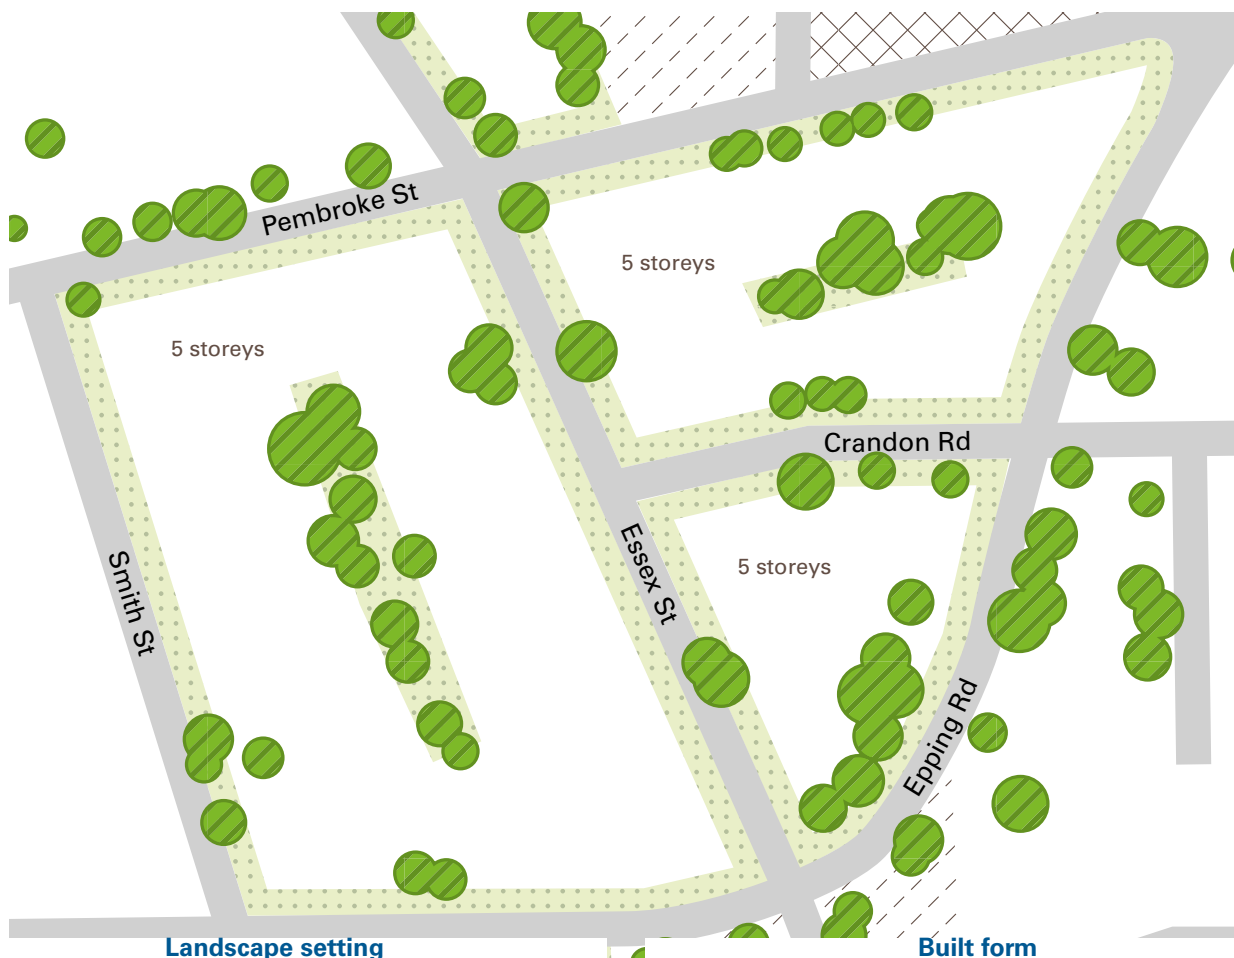 Pembroke St
5 storeys
5 storeys
Crandon Rd
Essex St
5 storeys
Smith St
Epping Rd
Landscape setting
Built form